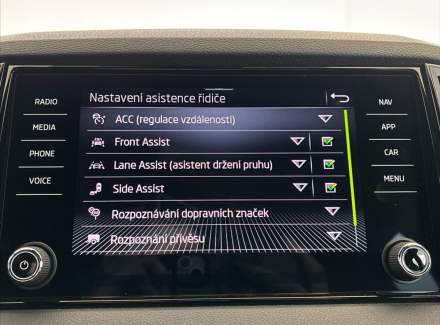 Nastavení asistence řidiče
RADIO
MEDIA
PHONE
VOICE
ACC (regulace vzdálenosti)
Front Assist
Lane Assist (asistent držení pruhu)
Side Assist
Rozpoznávání dopravních značek
Rozpoznání přívěsu
NAV
APP
CAR
MENU